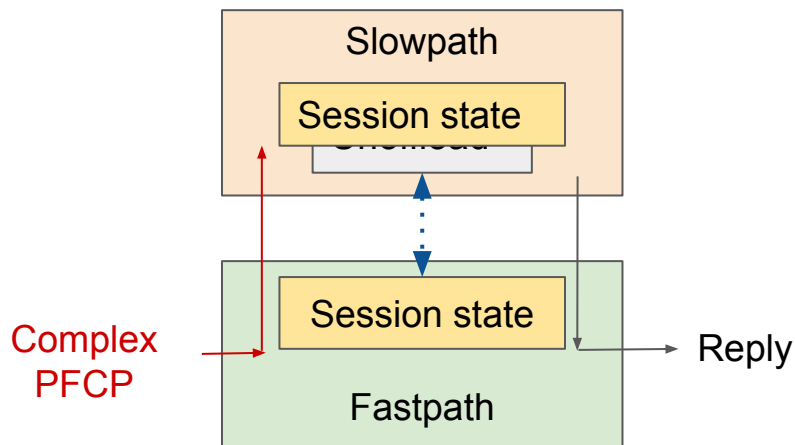 Slowpath
Session state
Session state
Complex
PFCP
Reply
Fastpath